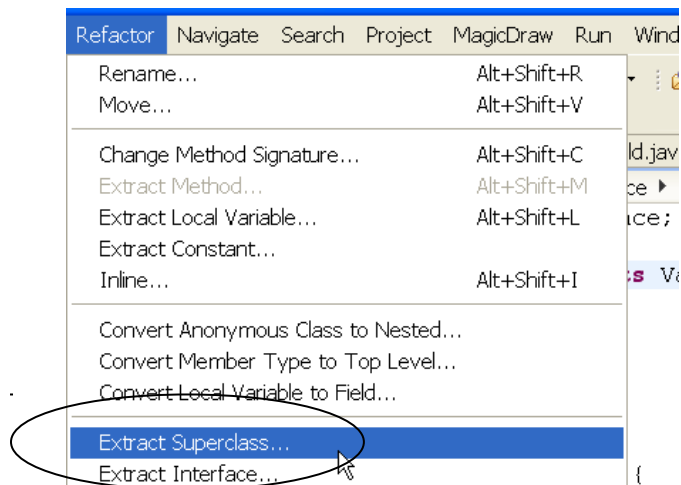 Refactor Navigate Search Project MagicDraw Run Wind
Rename... Alt+Shift+R
Move... Alt+Shift+V
Change Method Signature... Alt+Shift+C
ld.jav
Extract Method... Alt+Shift+M
ce
Extract Local Variable... Alt+Shift+L
ice;
Extract Constant...
Inline... Alt+Shift+I
s Va
Convert Anonymous Class to Nested...
Convert Member Type to Top Level...
Convert Local Variable to Field...
Extract Superclass...
Extract Interface... {